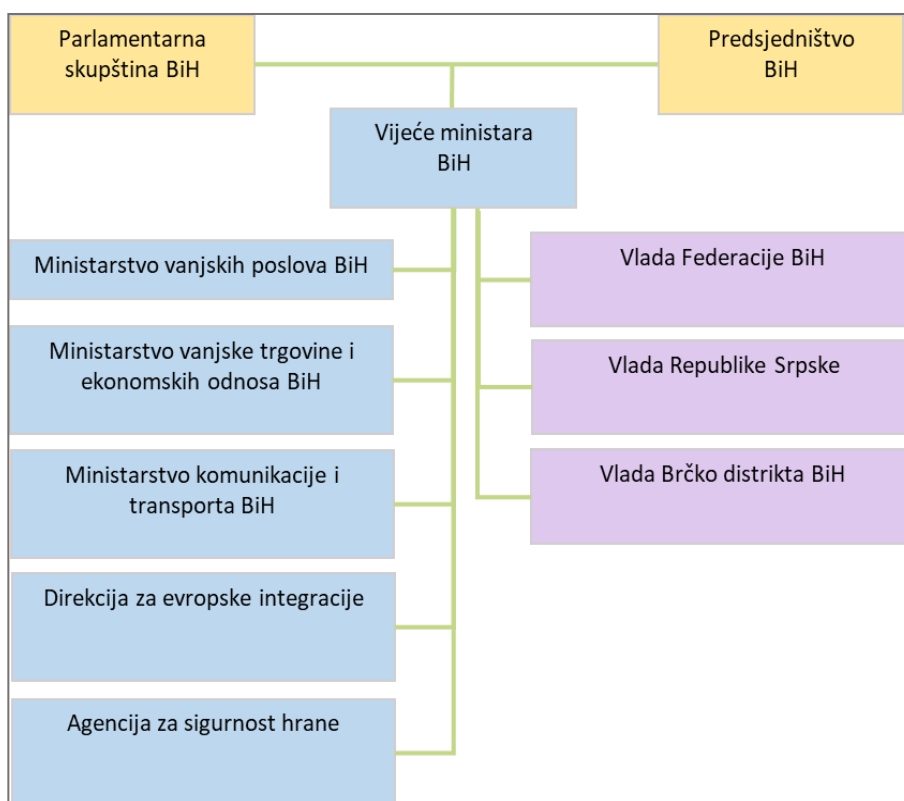 Parlamentarna
skupština BiH
Predsjedništvo
BiH
Vijeće ministara
BiH
Ministarstvo vanjskih poslova BiH
Ministarstvo vanjske trgovine i
ekonomskih odnosa BiH
Ministarstvo komunikacije i
transporta BiH
Direkcija za evropske integracije
Agencija za sigurnost hrane
Vlada Federacije BiH
Vlada Republike Srpske
Vlada Brčko distrikta BiH